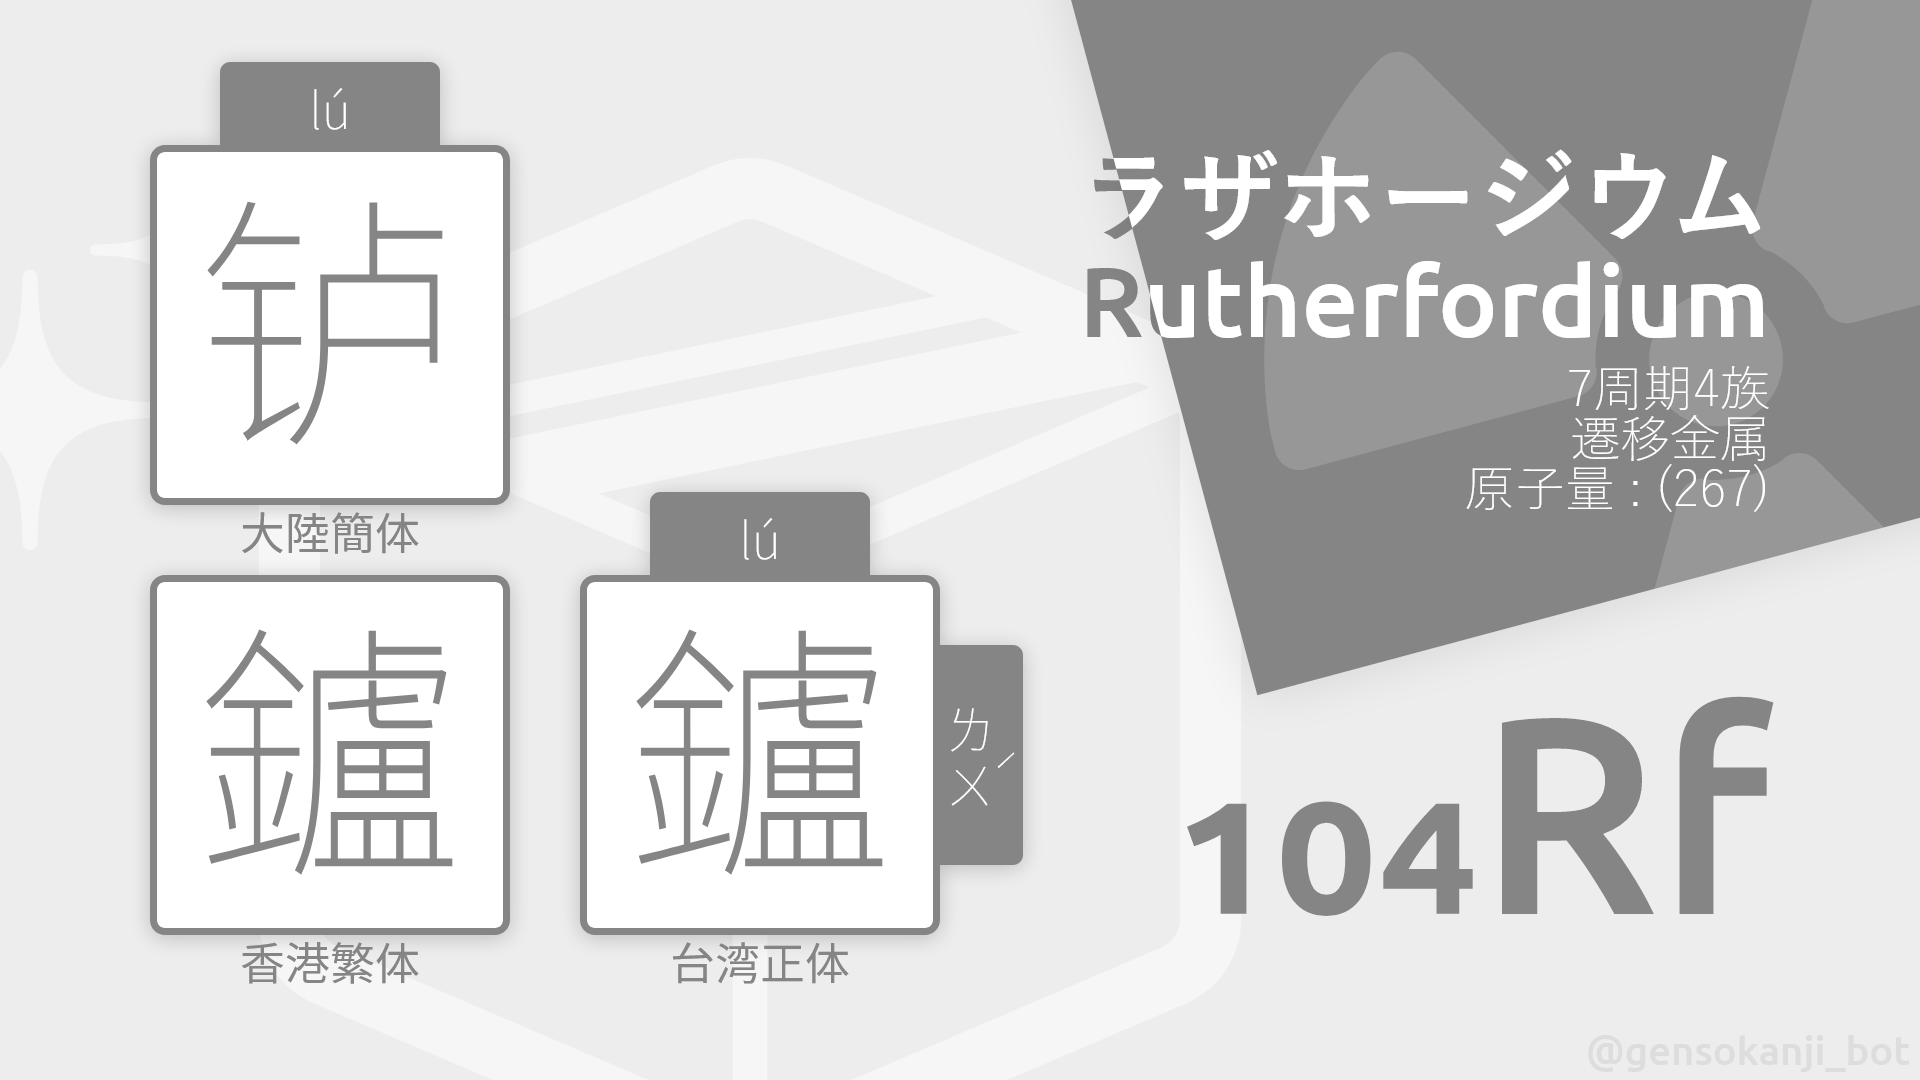 lú
钌
大陸簡体
鑪
香港繁体
lú
鑪
ㄌㄨˊ
台湾正体
ラザホージウム
Rutherfordium
7周期4族
遷移金属
原子量 : (267)
104Rf
@gensokanji_bot